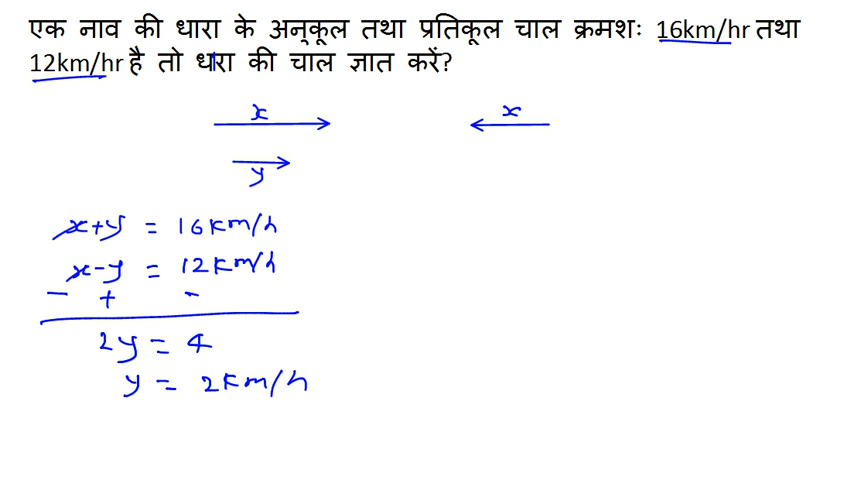 एक नाव की धारा के अनुकूल तथा प्रतिकूल चाल क्रमशः 16km/hr तथा
12km/hr है तो धारा की चाल ज्ञात करें?
x x
y
x+y = 16km/h
x-y = 12km/h
- + -
2y = 4
y = 2km/h